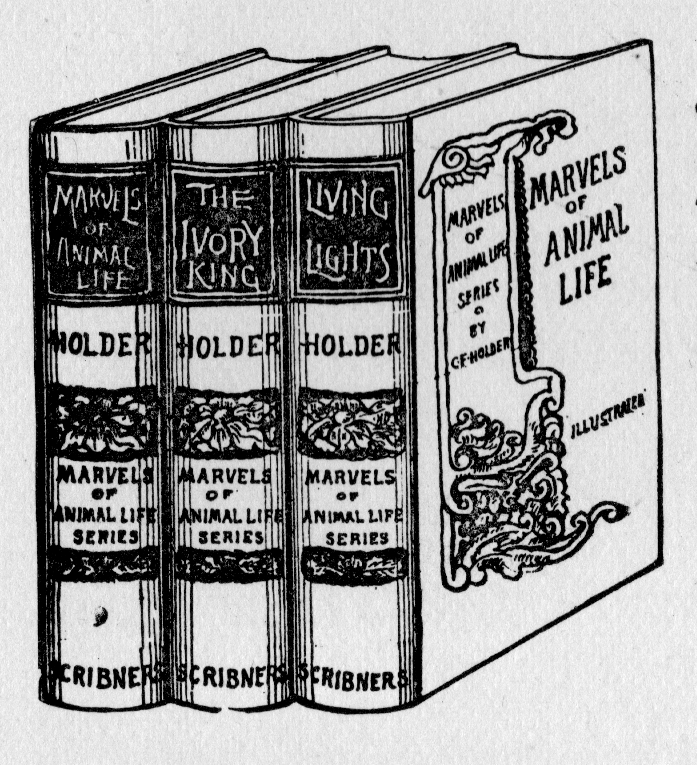 MARVELS
OF
ANIMAL
LIFE
HOLDER
MARVELS
OF
ANIMAL LIFE
SERIES
SCRIBNERS
THE
IVORY
KING
HOLDER
MARVELS
OF
ANIMAL LIFE
SERIES
SCRIBNERS
LIVING
LIGHTS
HOLDER
MARVELS
OF
ANIMAL LIFE
SERIES
SCRIBNERS
MARVELS
OF
ANIMAL LIFE
SERIES
BY
C.F. HOLDER
MARVELS
OF
ANIMAL
LIFE
ILLUSTRATED